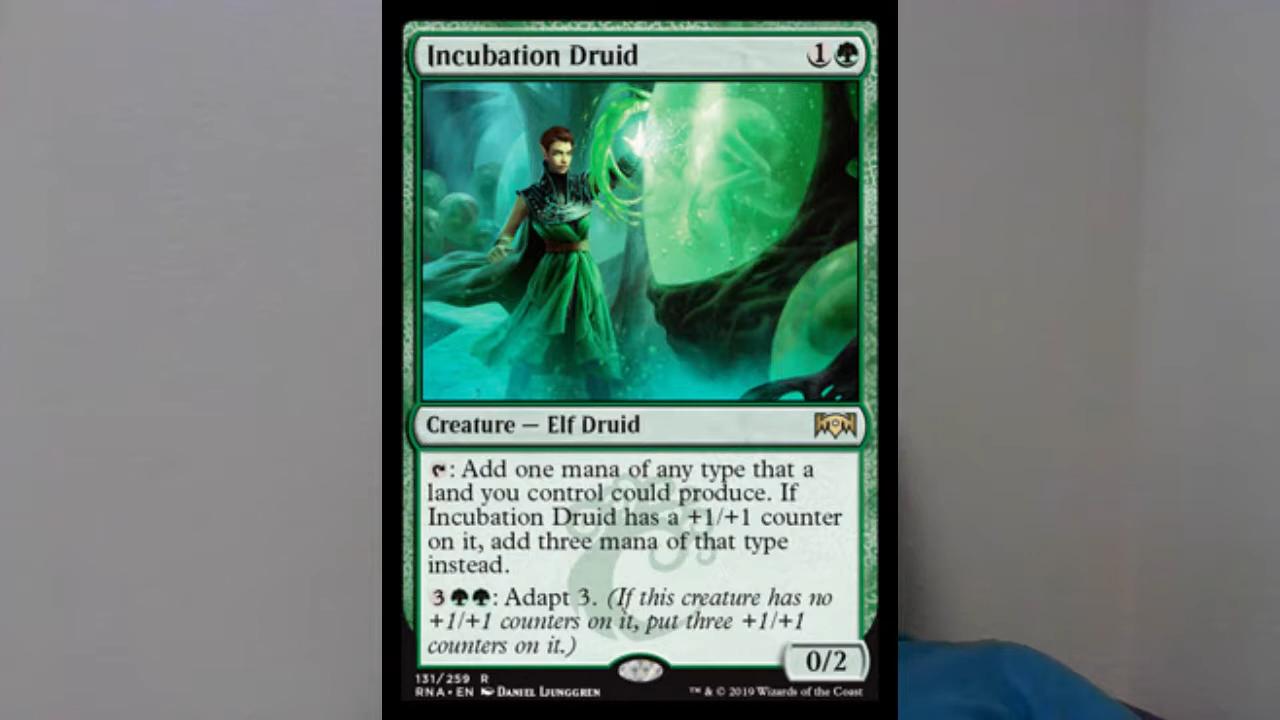 Incubation Druid 1
Creature — Elf Druid
: Add one mana of any type that a
land you control could produce. If
Incubation Druid has a +1/+1 counter
on it, add three mana of that type
instead.
3: Adapt 3. (If this creature has no
+1/+1 counters on it, put three +1/+1
counters on it.)
0/2
131/259 R
RNA • EN Daniel Ljunggren
™ & © 2019 Wizards of the Coast